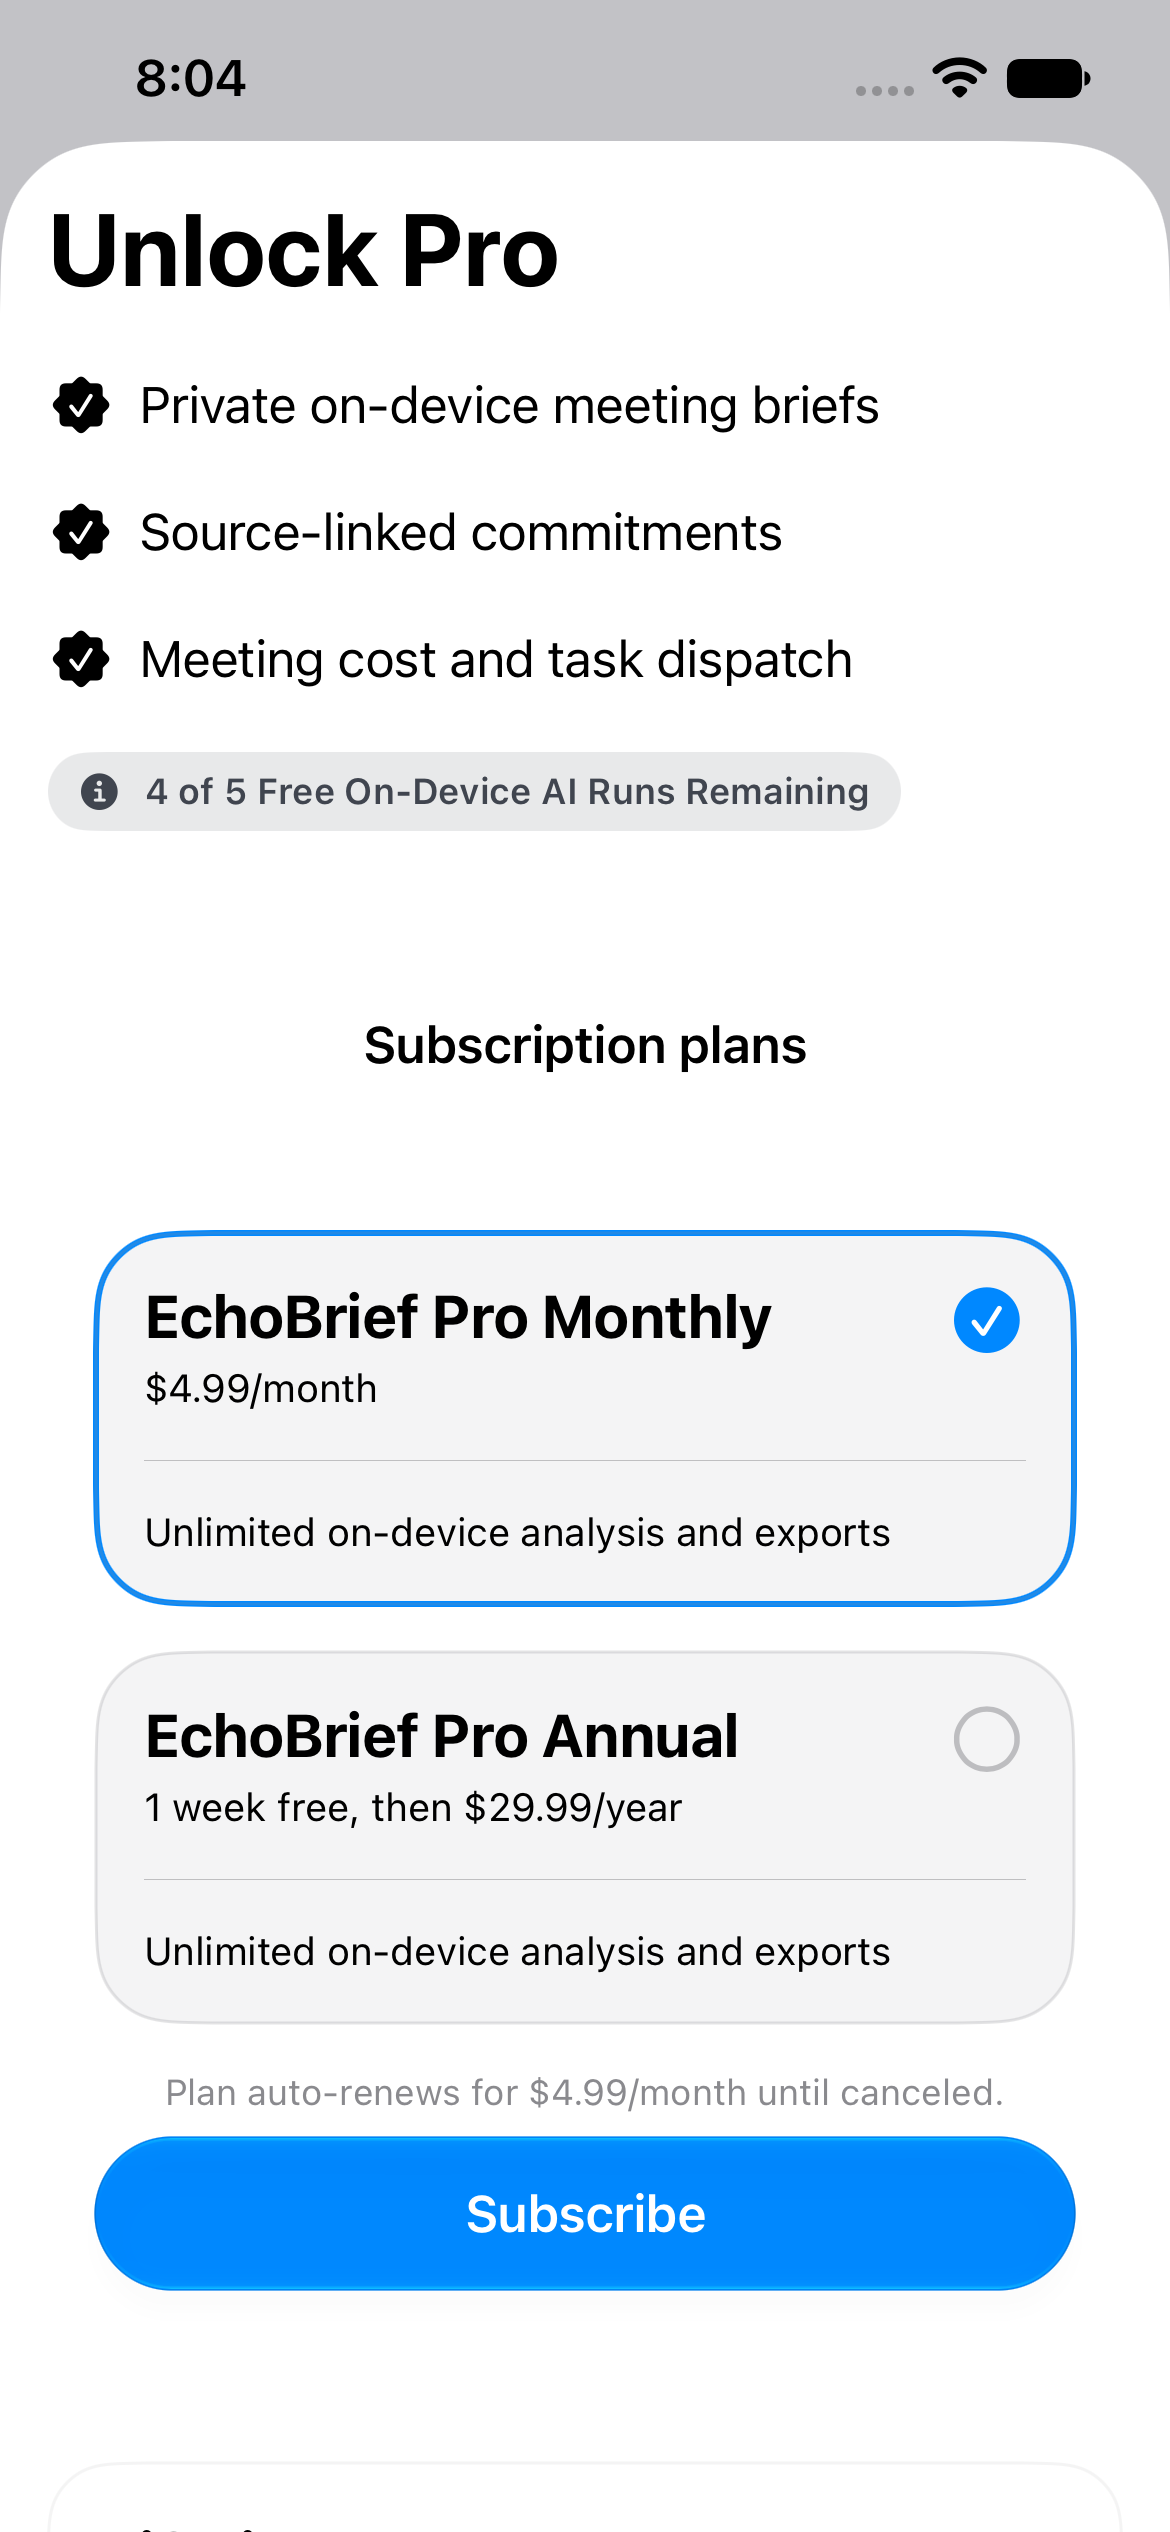 8:04
Unlock Pro
Private on-device meeting briefs
Source-linked commitments
Meeting cost and task dispatch
4 of 5 Free On-Device AI Runs Remaining
Subscription plans
EchoBrief Pro Monthly
$4.99/month
Unlimited on-device analysis and exports
EchoBrief Pro Annual
1 week free, then $29.99/year
Unlimited on-device analysis and exports
Plan auto-renews for $4.99/month until canceled.
Subscribe